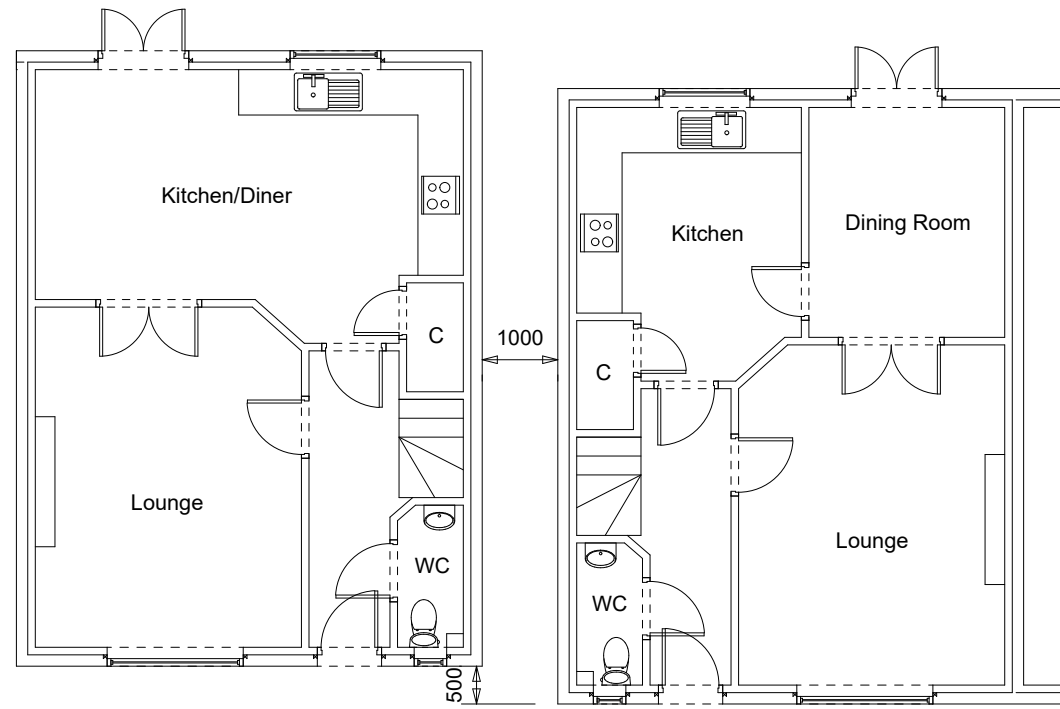 Kitchen/Diner
Kitchen
Dining Room
1000
C
C
Lounge
Lounge
WC
WC
500